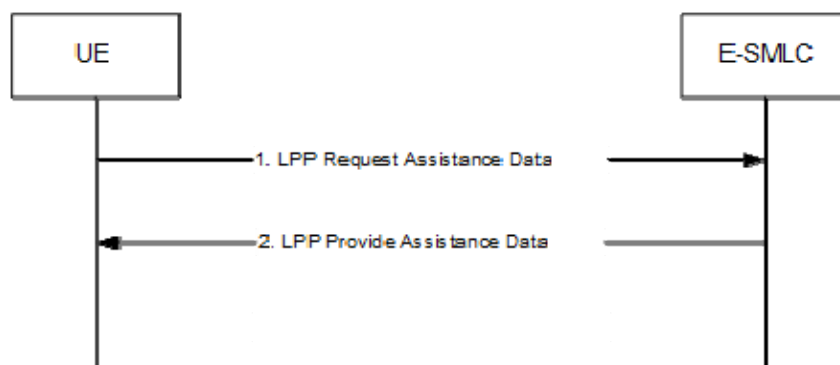 UE
E-SMLC
1. LPP Request Assistance Data
2. LPP Provide Assistance Data